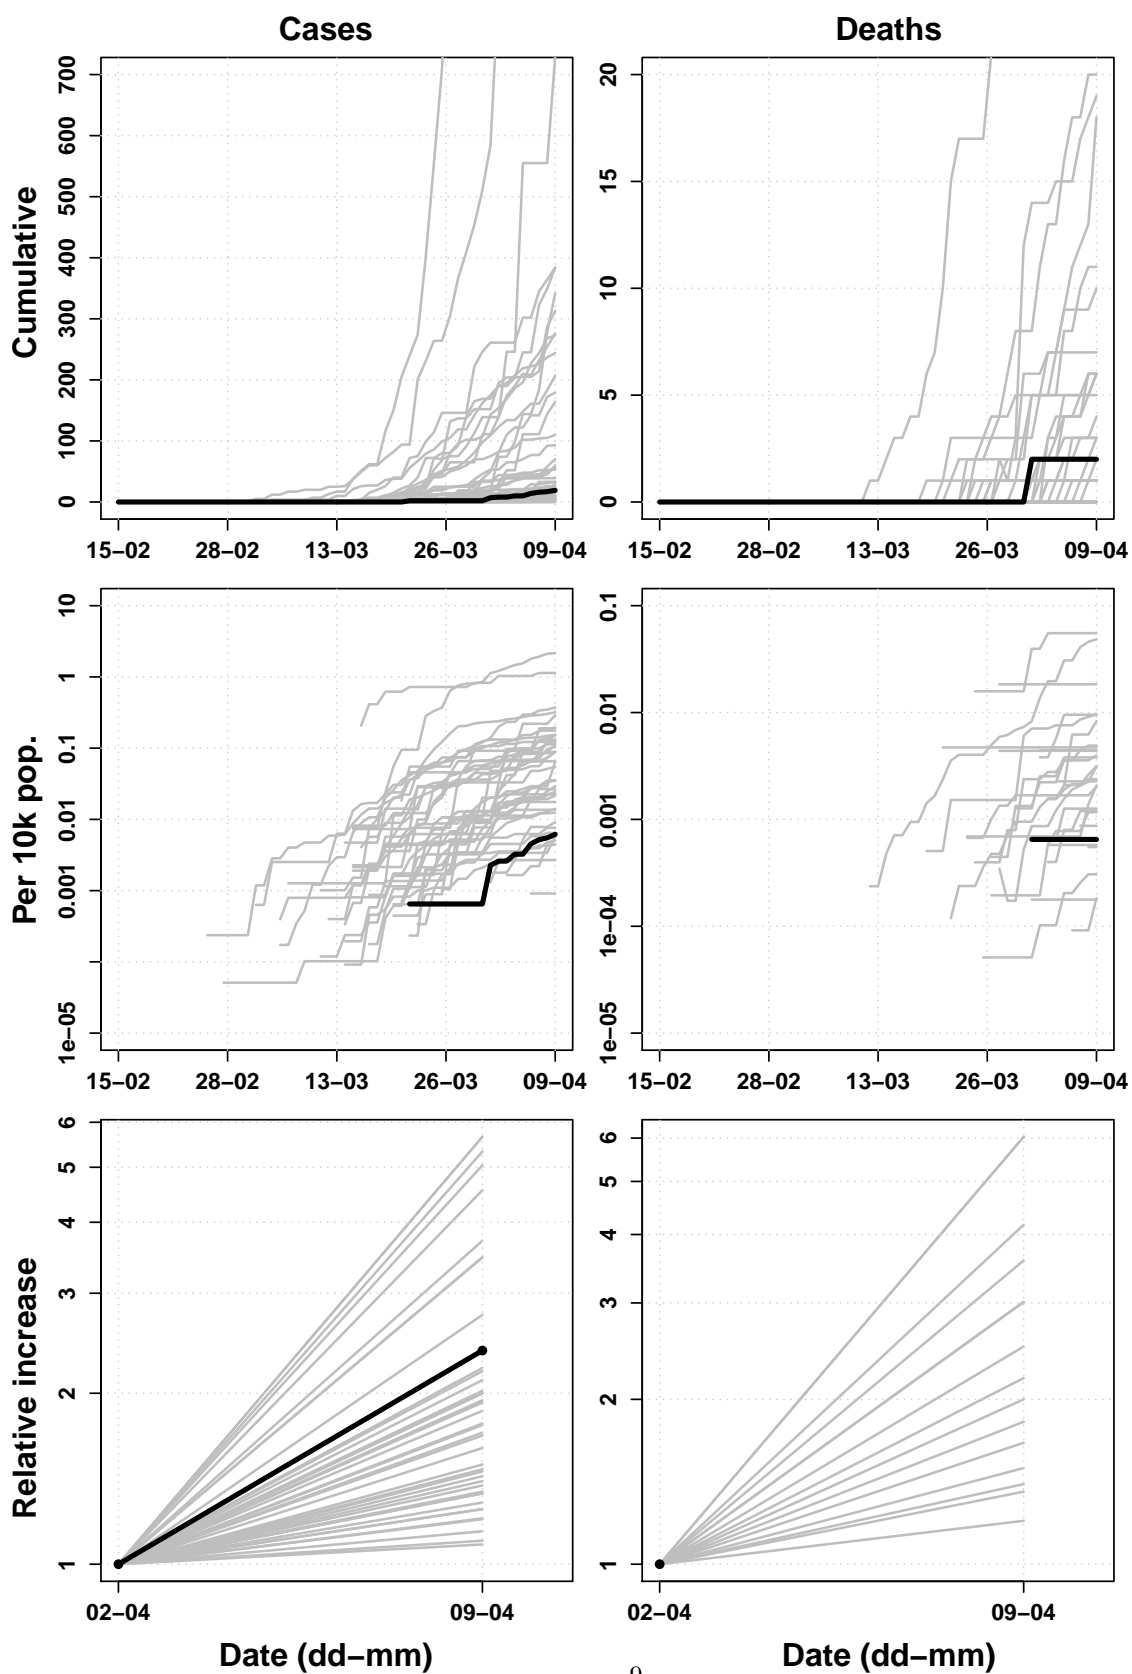 Cases Deaths
Cumulative
700
600
500
400
300
200
100
0
15−02 28−02 13−03 26−03 09−04
20
15
10
5
0
15−02 28−02 13−03 26−03 09−04
Per 10k pop.
10
1
0.1
0.01
0.001
1e−05
15−02 28−02 13−03 26−03 09−04
0.1
0.01
0.001
1e−04
1e−05
15−02 28−02 13−03 26−03 09−04
Relative increase
6
5
4
3
2
1
02−04 09−04
Date (dd−mm)
6
5
4
3
2
1
02−04 09−04
Date (dd−mm)